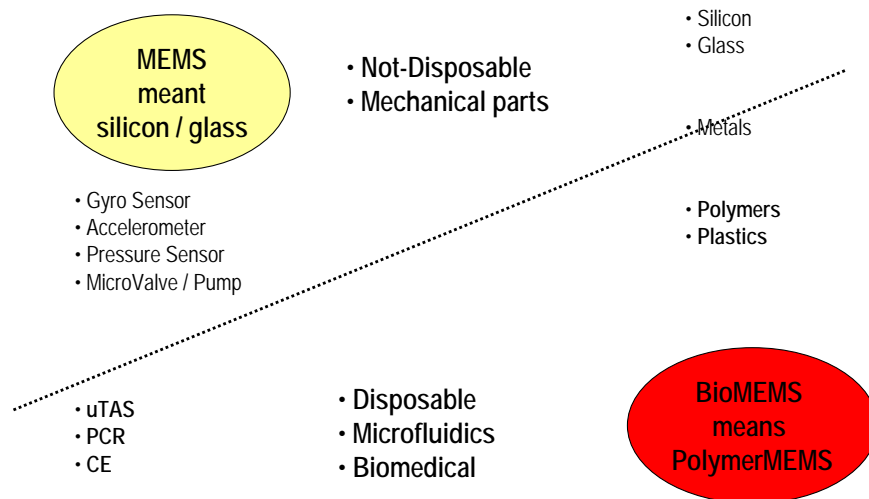 MEMS
meant
silicon / glass
• Not-Disposable
• Mechanical parts
• Silicon
• Glass
• Metals
• Gyro Sensor
• Accelerometer
• Pressure Sensor
• MicroValve / Pump
• Polymers
• Plastics
• uTAS
• PCR
• CE
• Disposable
• Microfluidics
• Biomedical
BioMEMS
means
PolymerMEMS